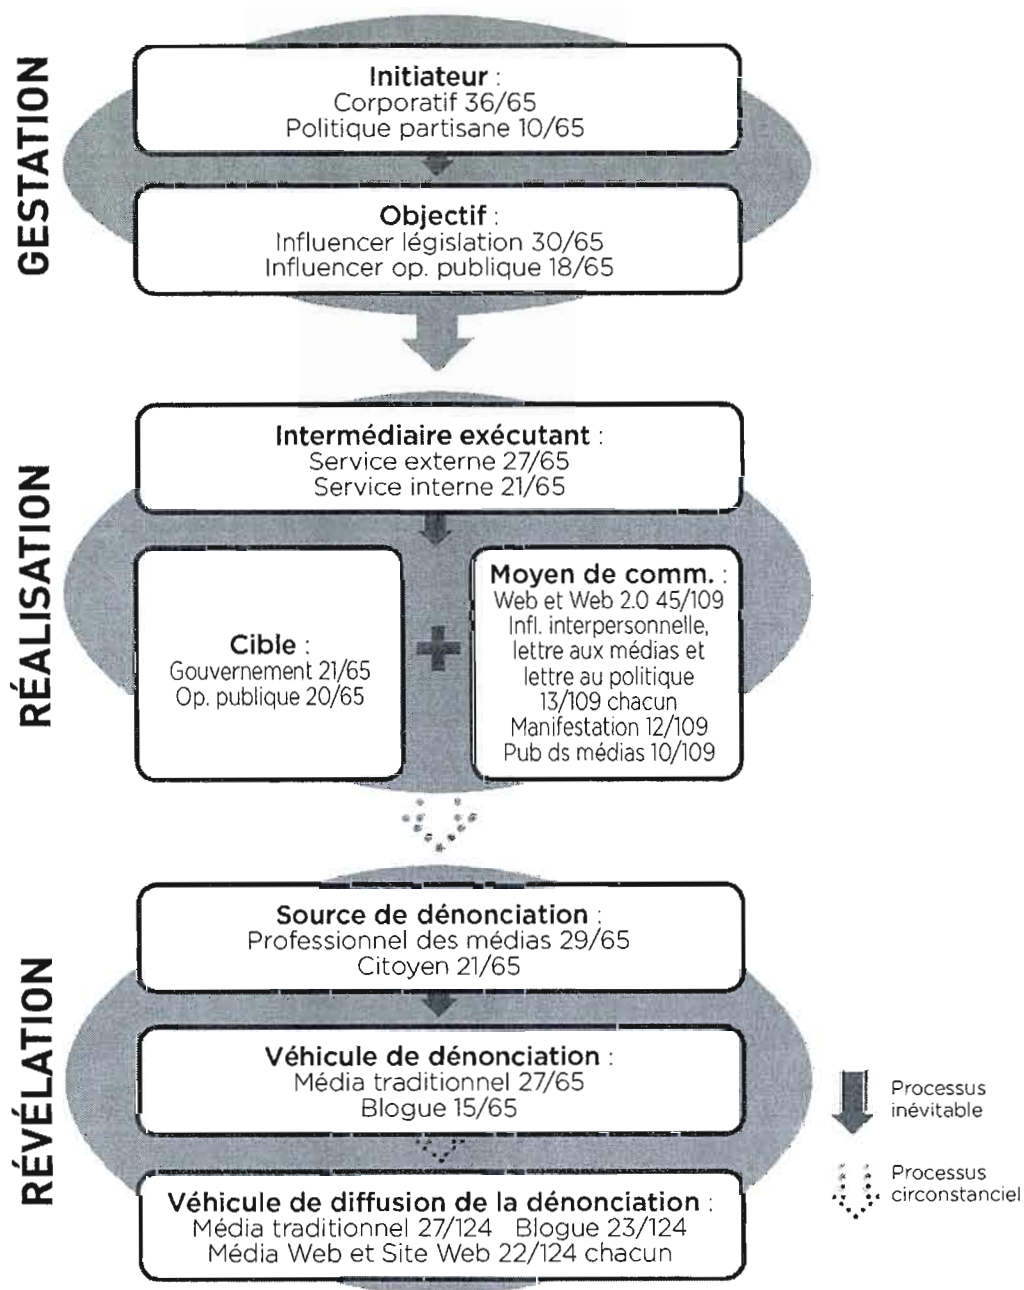 GESTATION
Initiateur :
Corporatif 36/65
Politique partisane 10/65
Objectif :
Influencer législation 30/65
Influencer op. publique 18/65
RÉALISATION
Intermédiaire exécutant :
Service externe 27/65
Service interne 21/65
Cible :
Gouvernement 21/65
Op. publique 20/65
Moyen de comm. :
Web et Web 2.0 45/109
Infl. interpersonnelle,
lettre aux médias et
lettre au politique
13/109 chacun
Manifestation 12/109
Pub ds médias 10/109
RÉVÉLATION
Source de dénonciation :
Professionnel des médias 29/65
Citoyen 21/65
Véhicule de dénonciation :
Média traditionnel 27/65
Blogue 15/65
Véhicule de diffusion de la dénonciation :
Média traditionnel 27/124 Blogue 23/124
Média Web et Site Web 22/124 chacun
Processus
inévitable
Processus
circonstanciel